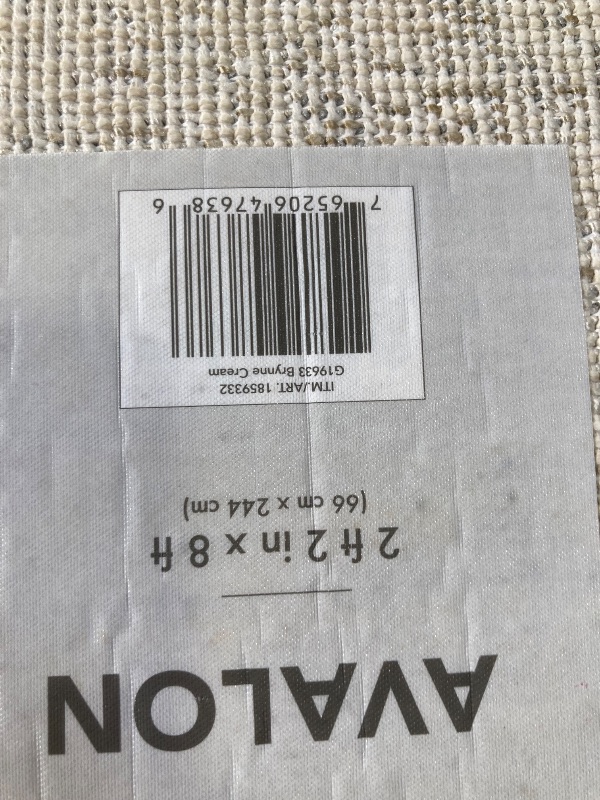 AVALON
2 ft 2 in x 8 ft
(66 cm x 244 cm)
ITM./ART. 1859332
G19633 Brynne Cream
7 65206 47638 6